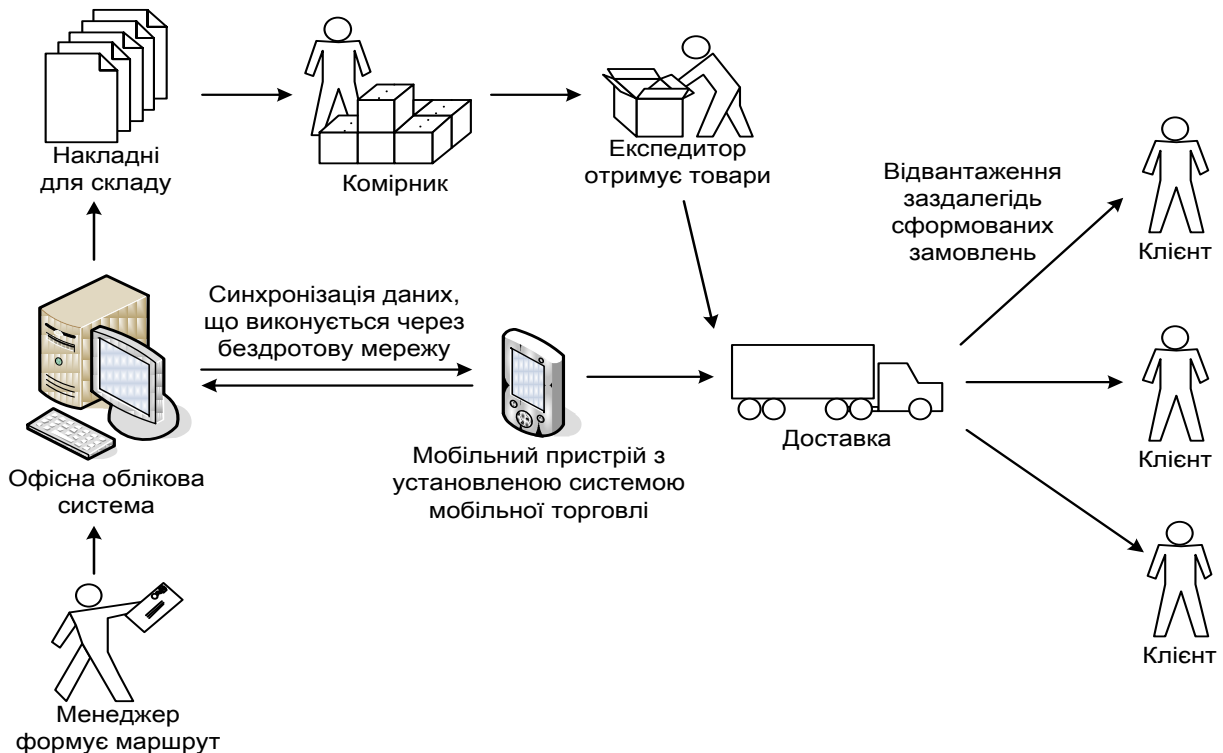 Накладні
для складу
Комірник
Експедитор
отримує товари
Відвантаження
заздалегідь
сформованих
замовлень
Клієнт
Синхронізація даних,
що виконується через
бездротову мережу
Офісна облікова
система
Мобільний пристрій з
установленою системою
мобільної торговлі
Доставка
Клієнт
Клієнт
Менеджер
формує маршрут